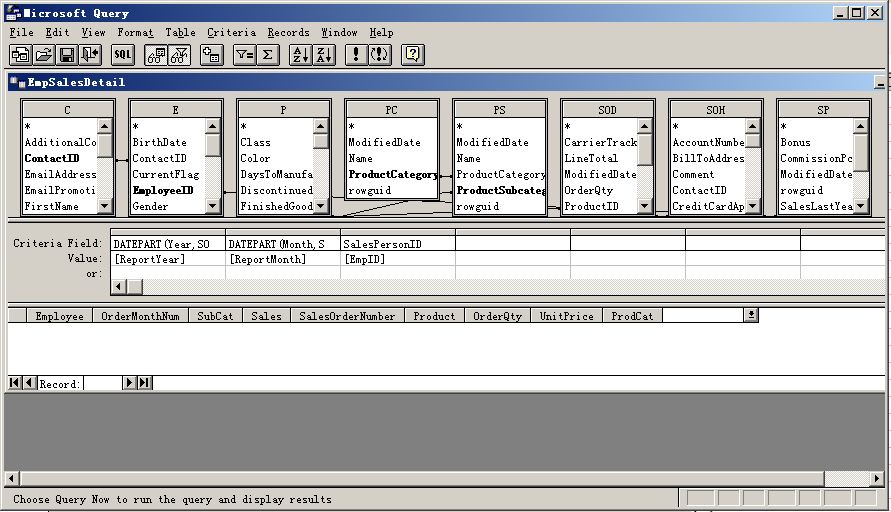 Microsoft Query
File Edit View Format Table Criteria Records Window Help
SQL
EmpSalesDetail
C E P PC PS SOD SOH SP
* * * * * * * *
AdditionalCo BirthDate Class ModifiedDate ModifiedDate CarrierTrack AccountNumbe Bonus
ContactID ContactID Color Name Name LineTotal BillToAddres CommissionPc
EmailAddress CurrentFlag DaysToManufa ProductCategory ProductCategory ModifiedDate Comment ModifiedDate
EmailPromoti EmployeeID Discontinued rowguid ProductSubcateg OrderQty ContactID rowguid
FirstName Gender FinishedGood rowguid ProductID CreditCardAp SalesLastYea
Criteria Field: DATEPART(Year,SO DATEPART(Month,S SalesPersonID
Value: [ReportYear] [ReportMonth] [EmpID]
or:
Employee OrderMonthNum SubCat Sales SalesOrderNumber Product OrderQty UnitPrice ProdCat
Record:
Choose Query Now to run the query and display results